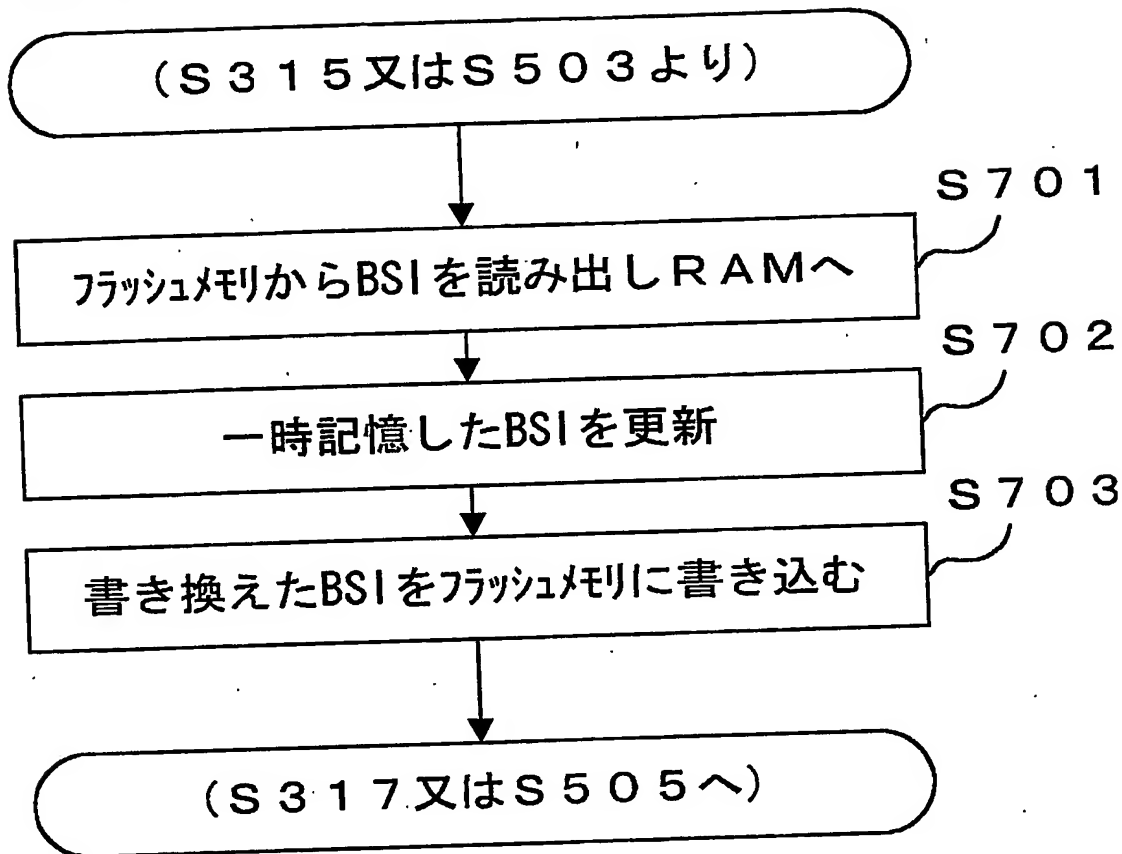 （Ｓ３１５又はＳ５０３より）
Ｓ７０１
ﾌﾗｯｼｭﾒﾓﾘからBSIを読み出しＲＡＭへ
Ｓ７０２
一時記憶したBSIを更新
Ｓ７０３
書き換えたBSIをﾌﾗｯｼｭﾒﾓﾘに書き込む
（Ｓ３１７又はＳ５０５へ）